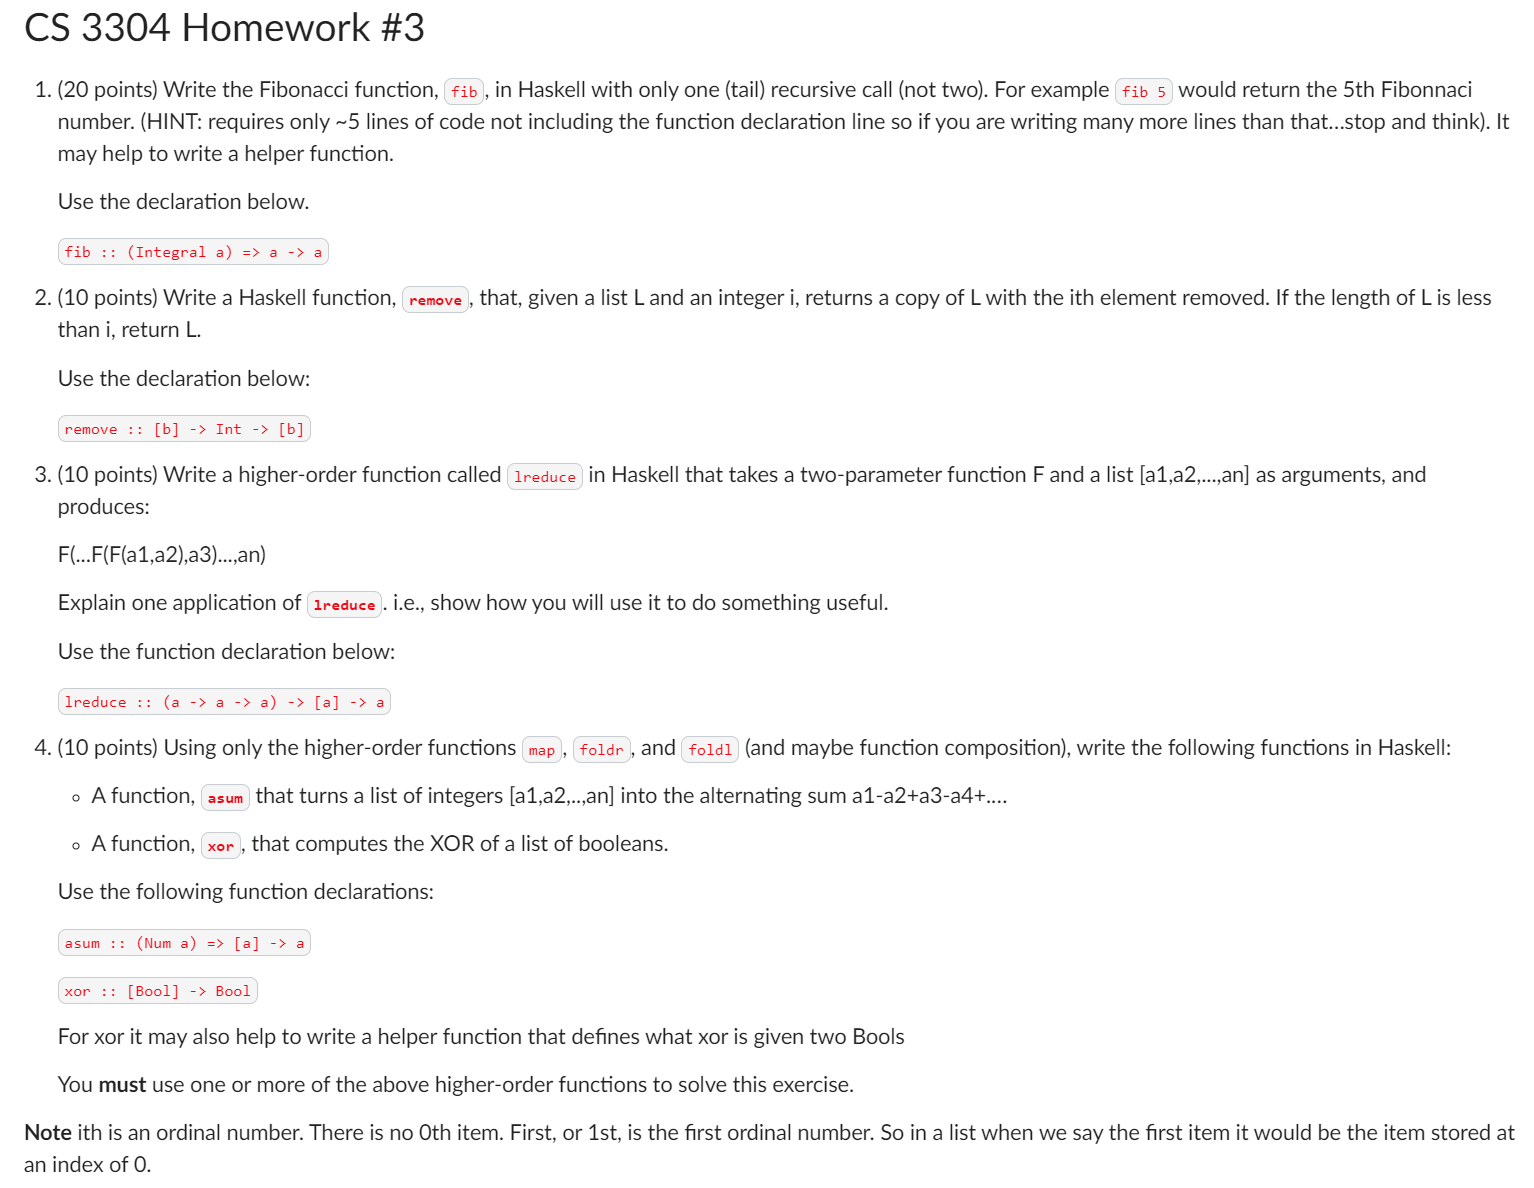 CS 3304 Homework #3
1. (20 points) Write the Fibonacci function, fib, in Haskell with only one (tail) recursive call (not two). For example fib 5 would return the 5th Fibonnaci
number. (HINT: requires only ~5 lines of code not including the function declaration line so if you are writing many more lines than that...stop and think). It
may help to write a helper function.
Use the declaration below.
fib :: (Integral a) => a -> a
2. (10 points) Write a Haskell function, remove, that, given a list L and an integer i, returns a copy of L with the ith element removed. If the length of L is less
than i, return L.
Use the declaration below:
remove :: [b] -> Int -> [b]
3. (10 points) Write a higher-order function called lreduce in Haskell that takes a two-parameter function F and a list [a1,a2,...,an] as arguments, and
produces:
F(...F(F(a1,a2),a3)...,an)
Explain one application of lreduce. i.e., show how you will use it to do something useful.
Use the function declaration below:
lreduce :: (a -> a -> a) -> [a] -> a
4. (10 points) Using only the higher-order functions map, foldr, and foldl (and maybe function composition), write the following functions in Haskell:
○ A function, asum that turns a list of integers [a1,a2,..,an] into the alternating sum a1-a2+a3-a4+....
○ A function, xor, that computes the XOR of a list of booleans.
Use the following function declarations:
asum :: (Num a) => [a] -> a
xor :: [Bool] -> Bool
For xor it may also help to write a helper function that defines what xor is given two Bools
You must use one or more of the above higher-order functions to solve this exercise.
Note ith is an ordinal number. There is no 0th item. First, or 1st, is the first ordinal number. So in a list when we say the first item it would be the item stored at
an index of 0.